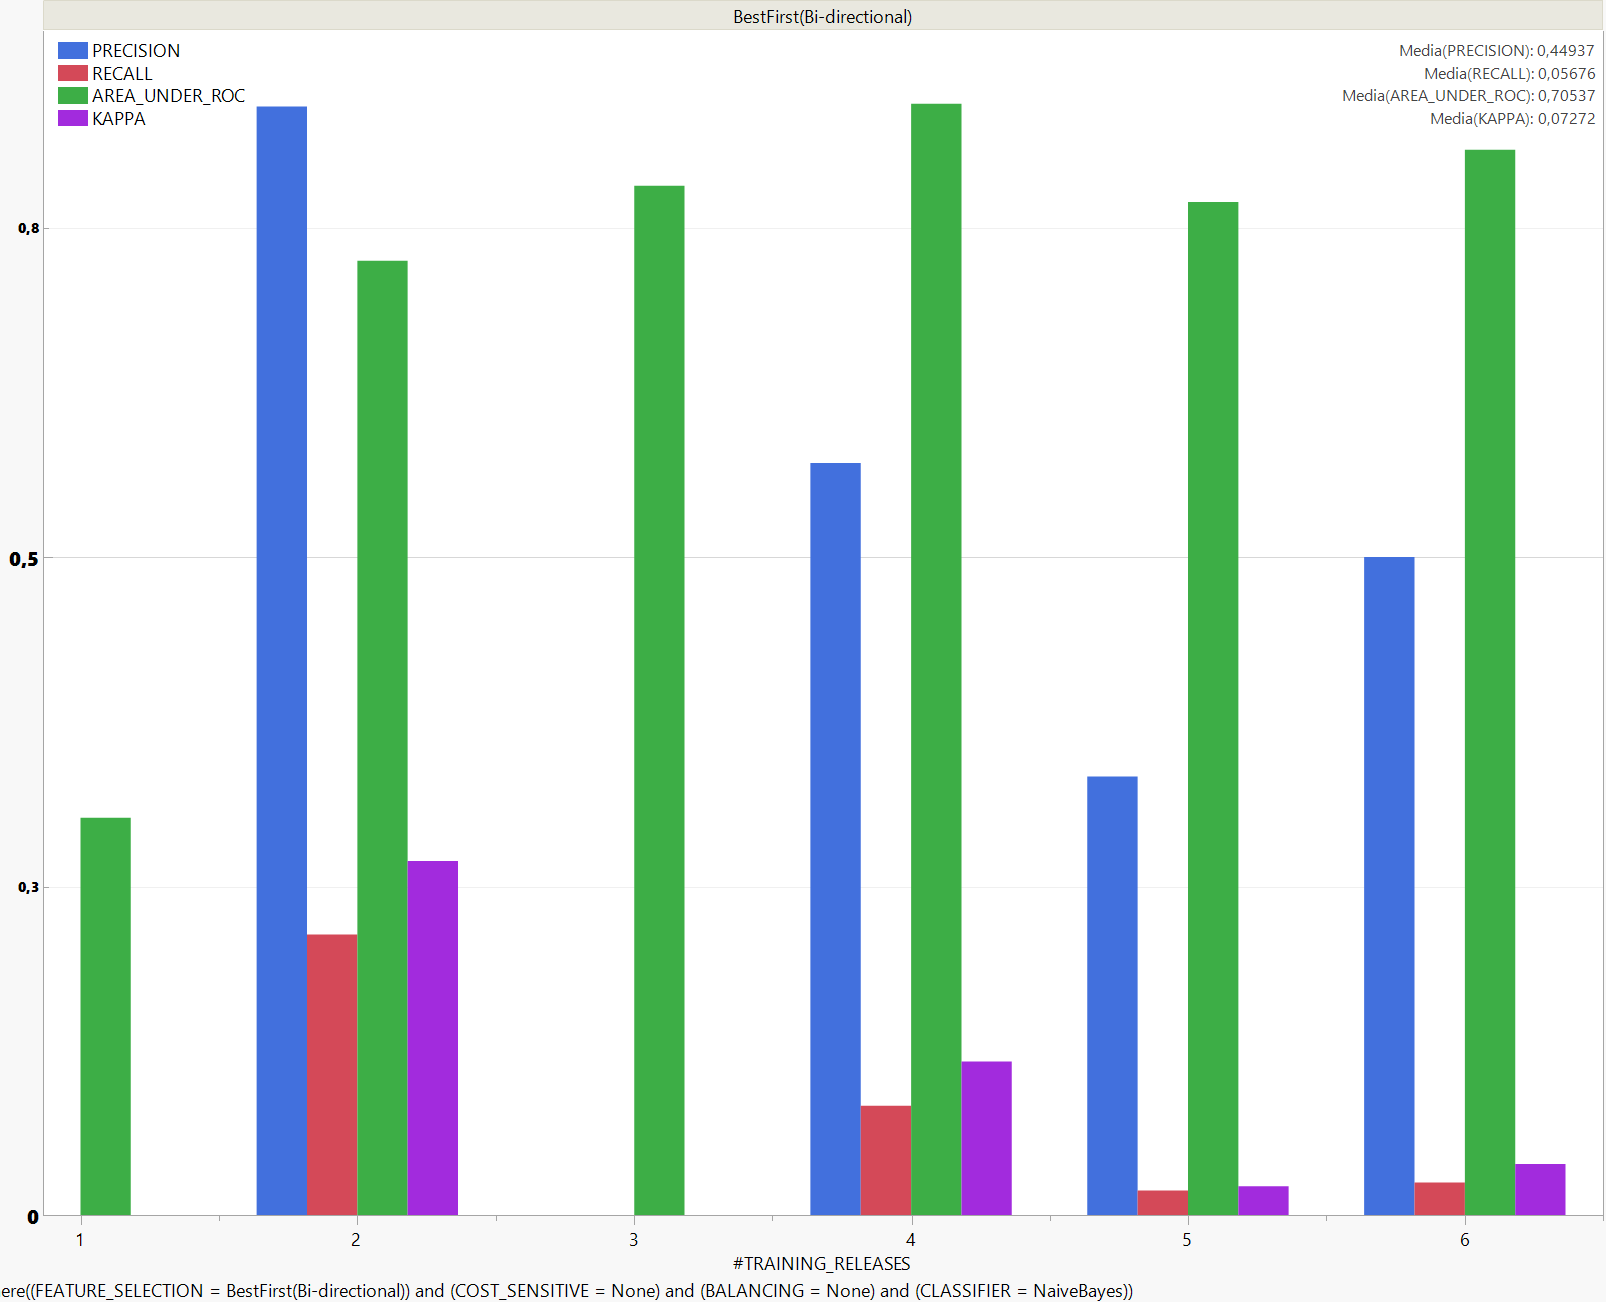 BestFirst(Bi-directional)
PRECISION
RECALL
AREA_UNDER_ROC
KAPPA
Media(PRECISION): 0,44937
Media(RECALL): 0,05676
Media(AREA_UNDER_ROC): 0,70537
Media(KAPPA): 0,07272
0,8
0,5
0,3
0
1 2 3 4 5 6
#TRAINING_RELEASES
ere((FEATURE_SELECTION = BestFirst(Bi-directional)) and (COST_SENSITIVE = None) and (BALANCING = None) and (CLASSIFIER = NaiveBayes))